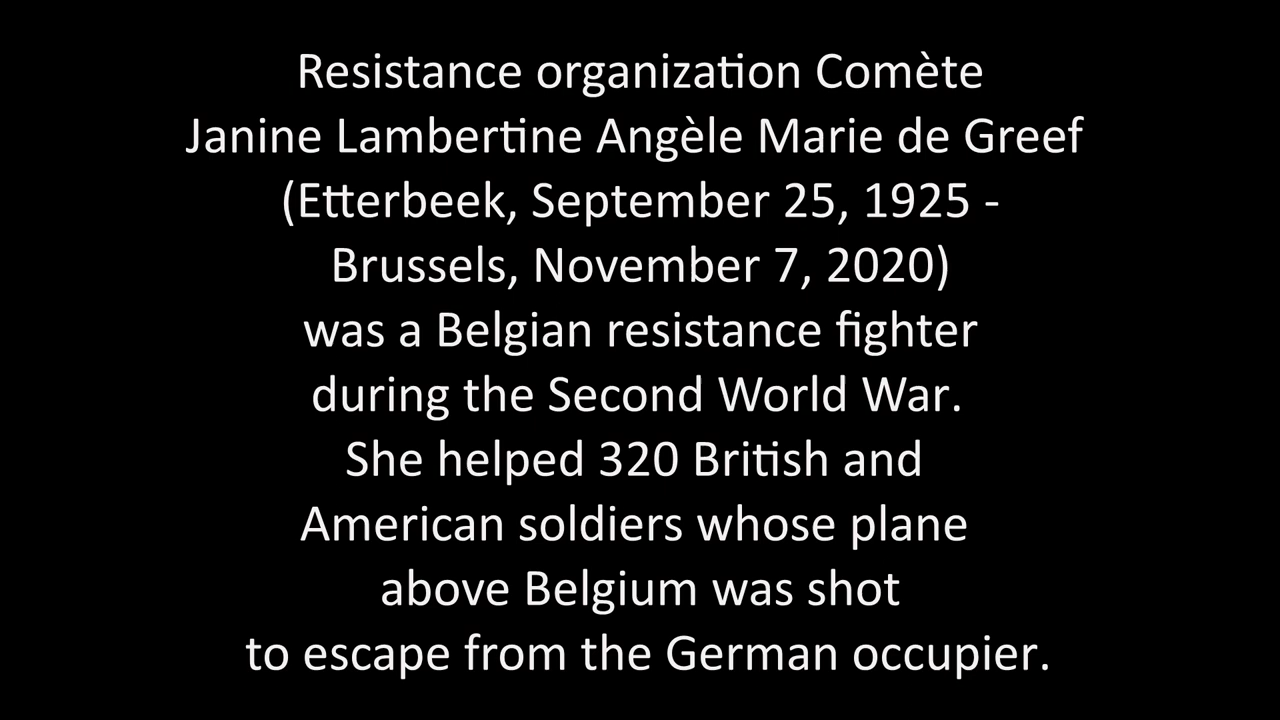 Resistance organization Comète
Janine Lambertine Angèle Marie de Greef
(Etterbeek, September 25, 1925 -
Brussels, November 7, 2020)
was a Belgian resistance fighter
during the Second World War.
She helped 320 British and
American soldiers whose plane
above Belgium was shot
to escape from the German occupier.